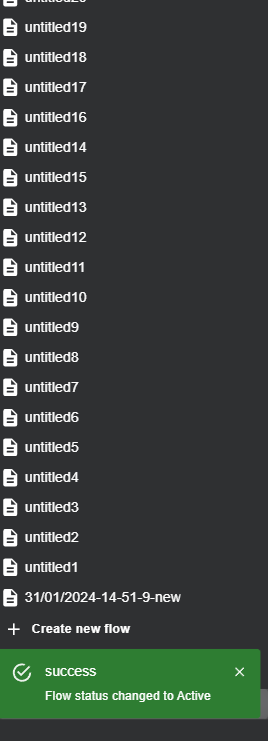 untitled20
untitled19
untitled18
untitled17
untitled16
untitled14
untitled15
untitled13
untitled12
untitled11
untitled10
untitled9
untitled8
untitled7
untitled6
untitled5
untitled4
untitled3
untitled2
untitled1
31/01/2024-14-51-9-new
Create new flow
success
Flow status changed to Active